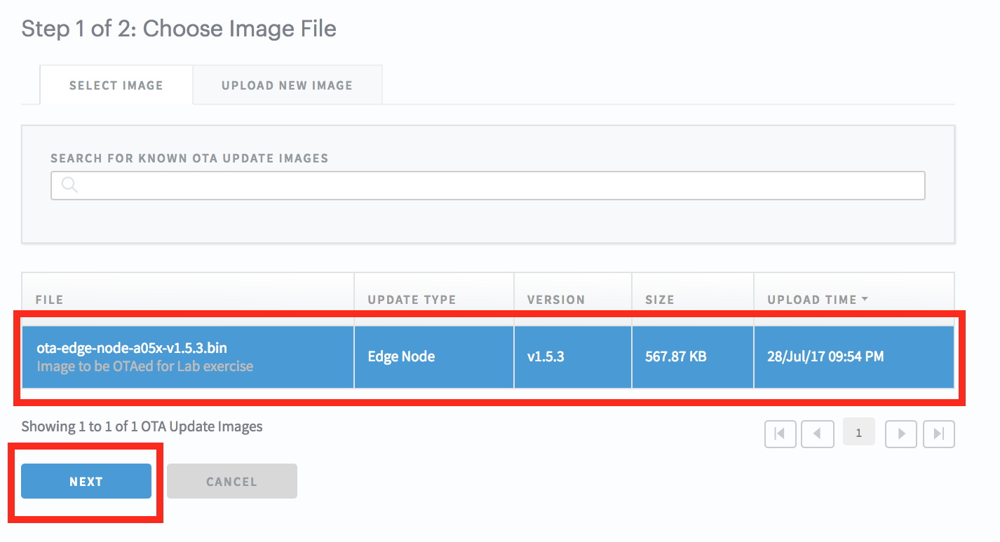 Step 1 of 2: Choose Image File
SELECT IMAGE
UPLOAD NEW IMAGE
SEARCH FOR KNOWN OTA UPDATE IMAGES
FILE
UPDATE TYPE
VERSION
SIZE
UPLOAD TIME
ota-edge-node-a05x-v1.5.3.bin
Image to be OTAed for Lab exercise
Edge Node
v1.5.3
567.87 KB
28/Jul/17 09:54 PM
Showing 1 to 1 of 1 OTA Update Images
1
NEXT
CANCEL